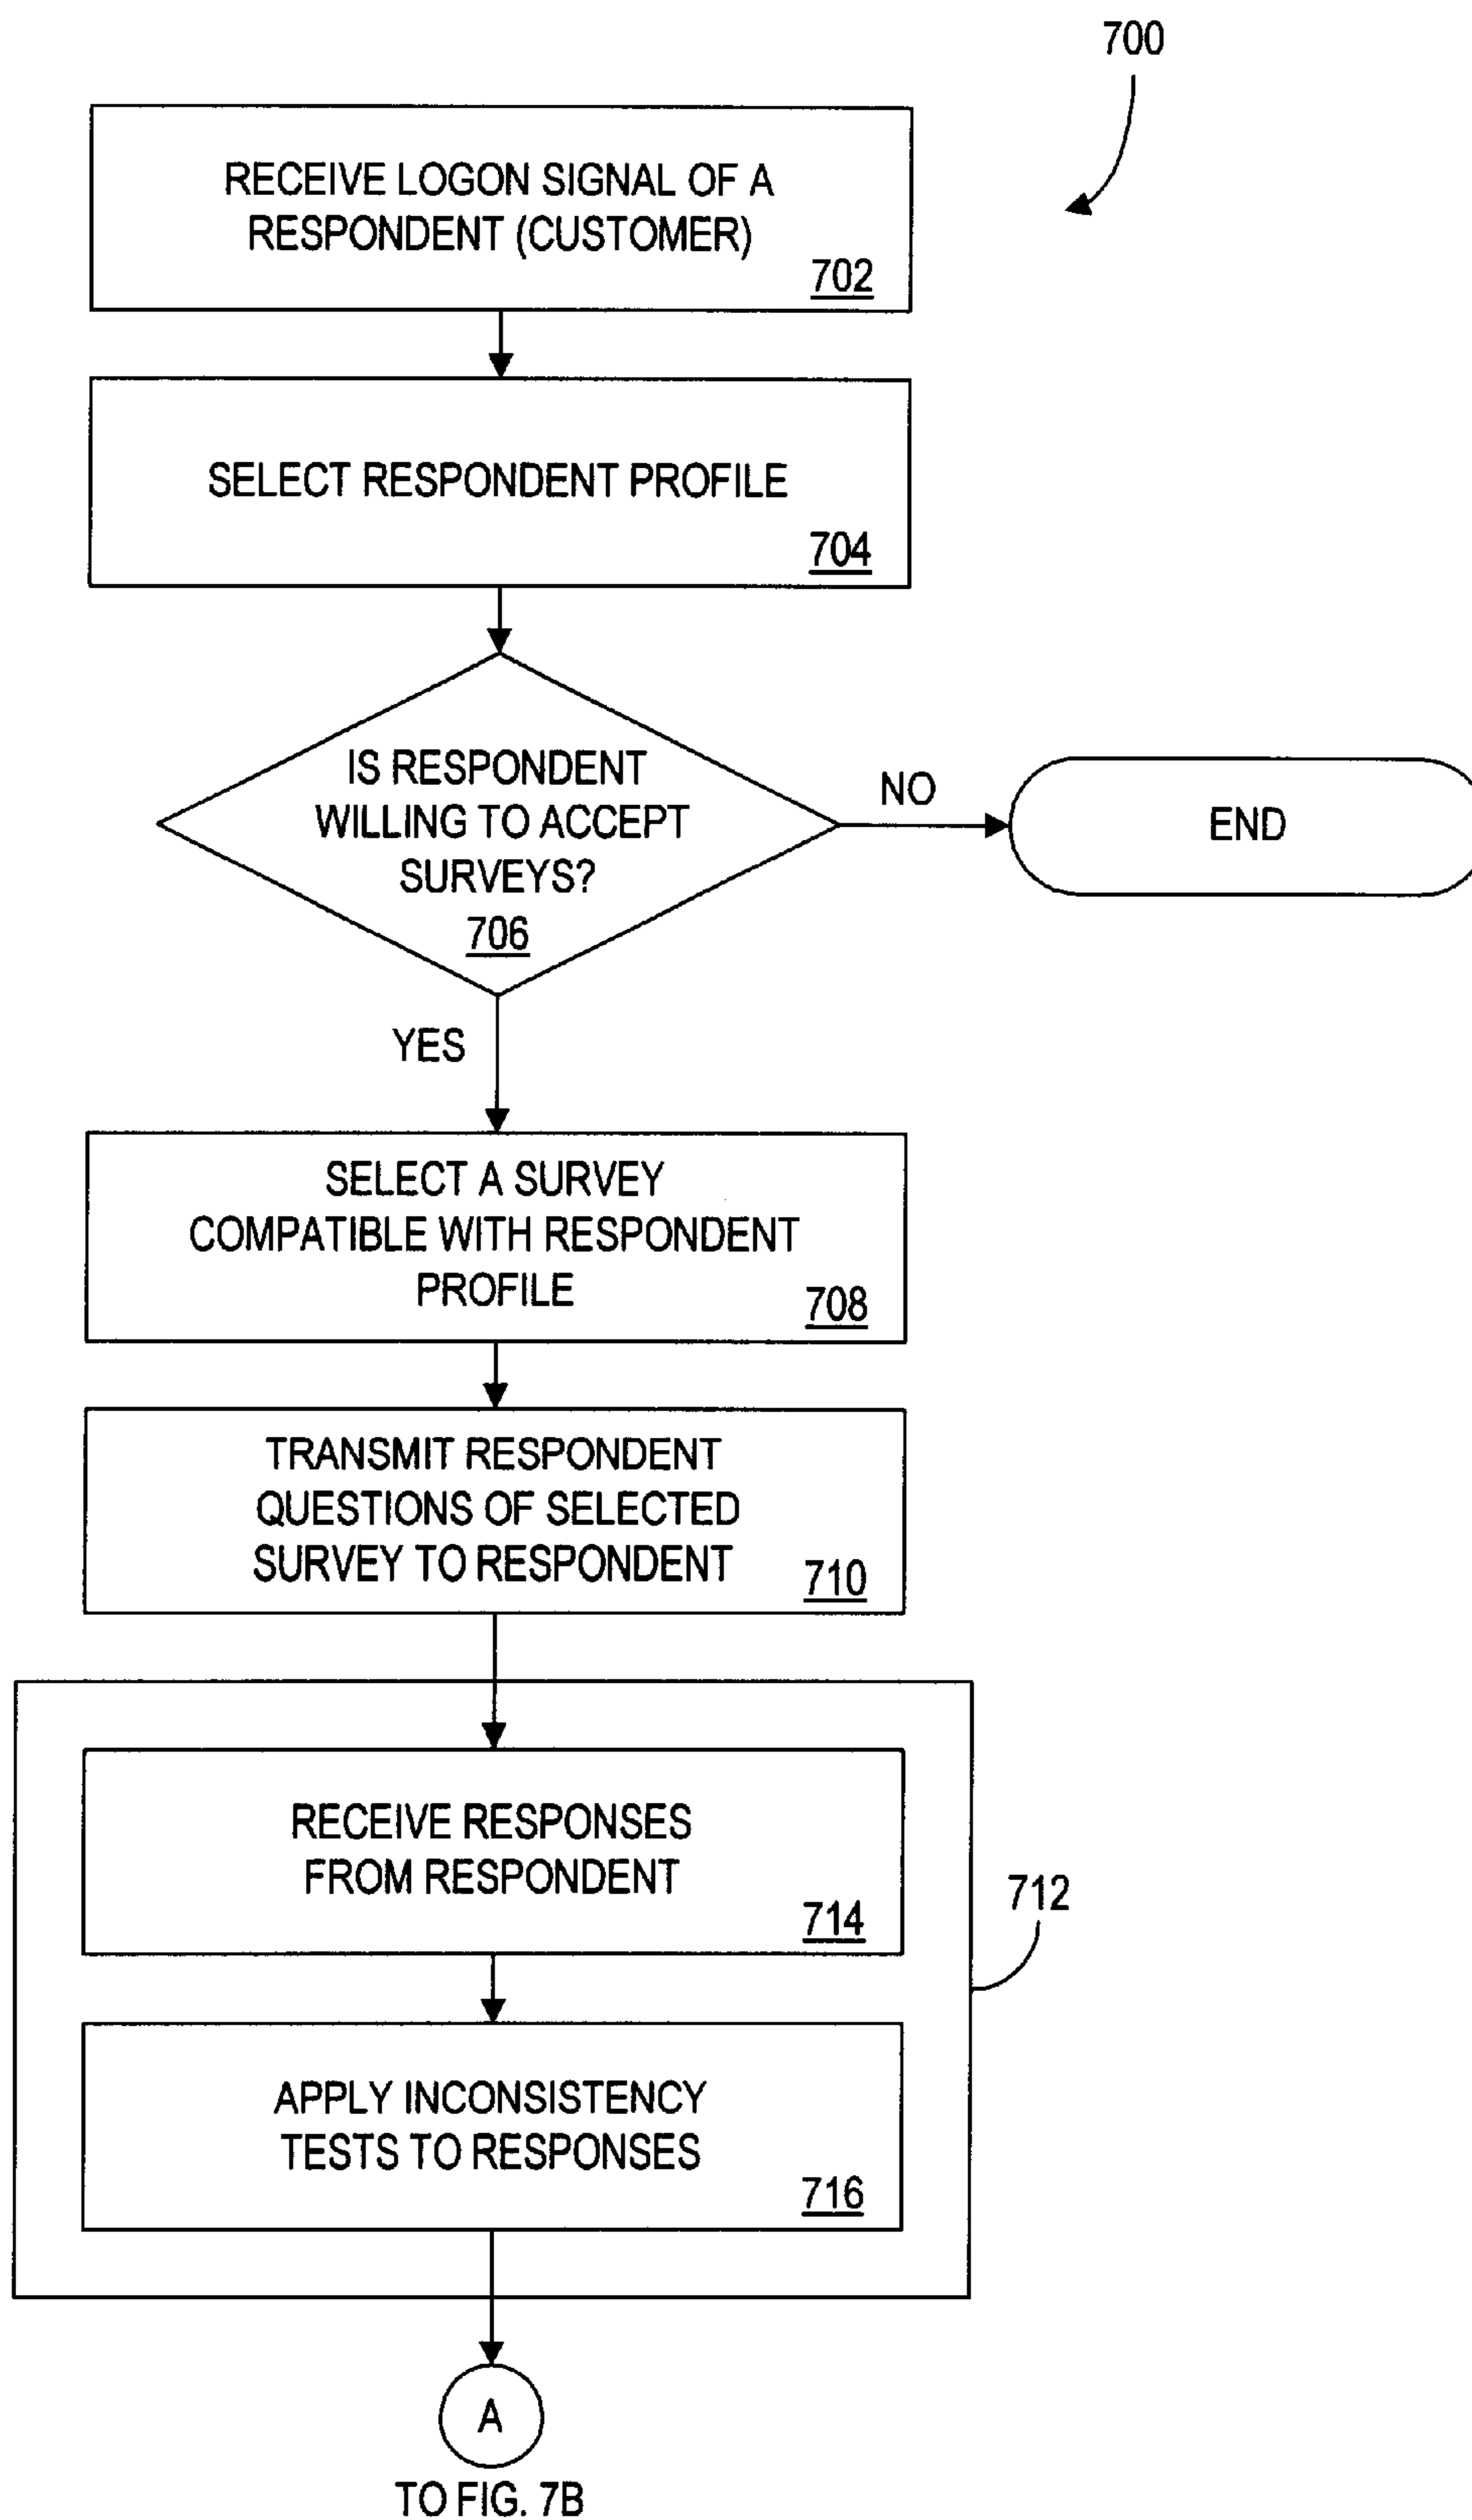 700
RECEIVE LOGON SIGNAL OF A
RESPONDENT (CUSTOMER)
702
SELECT RESPONDENT PROFILE
704
IS RESPONDENT
WILLING TO ACCEPT
SURVEYS?
706
NO
END
YES
SELECT A SURVEY
COMPATIBLE WITH RESPONDENT
PROFILE
708
TRANSMIT RESPONDENT
QUESTIONS OF SELECTED
SURVEY TO RESPONDENT
710
RECEIVE RESPONSES
FROM RESPONDENT
714
712
APPLY INCONSISTENCY
TESTS TO RESPONSES
716
A
TO FIG. 7B